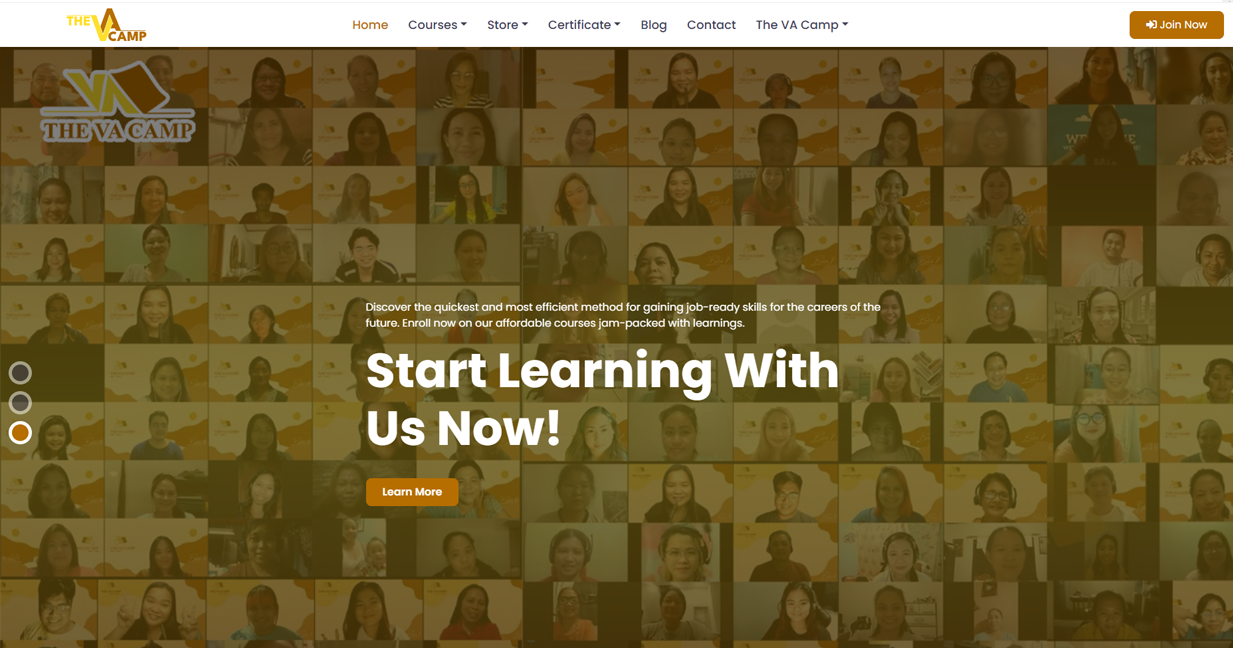 THE VA CAMP
Home Courses Store Certificate Blog Contact The VA Camp Join Now
THE VA CAMP
Discover the quickest and most efficient method for gaining job-ready skills for the careers of the
future. Enroll now on our affordable courses jam-packed with learnings.
Start Learning With
Us Now!
Learn More